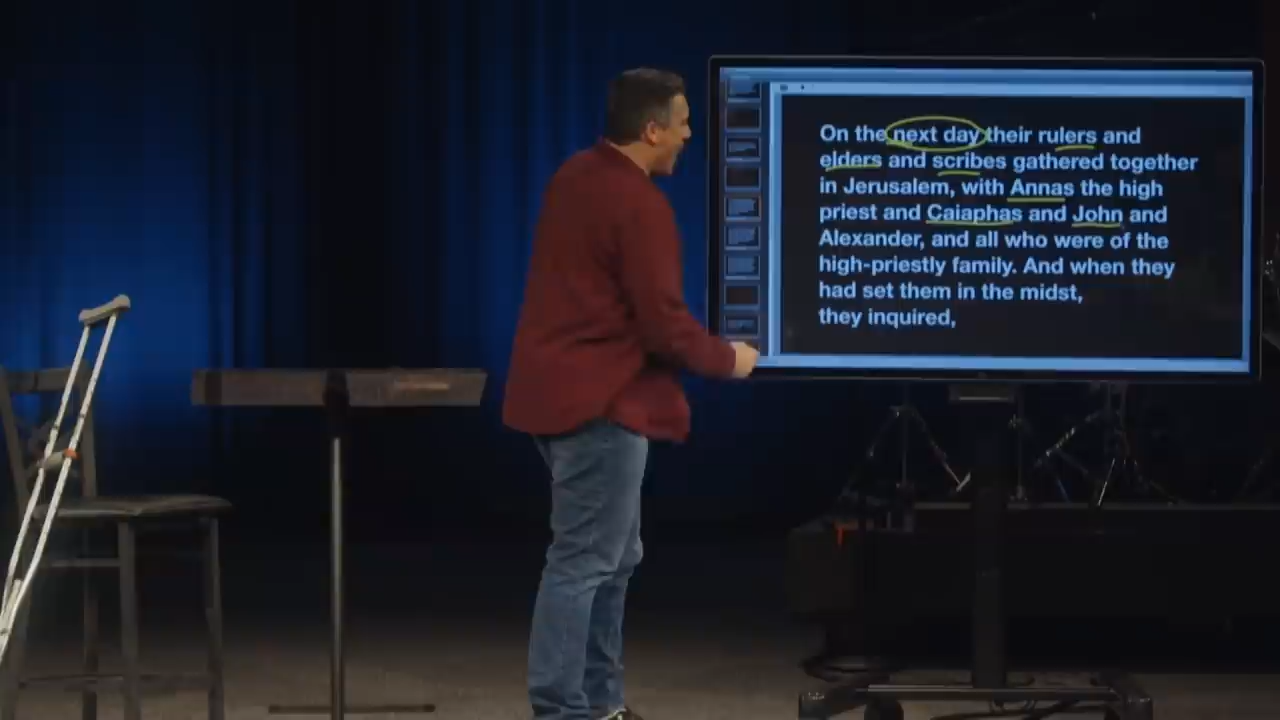 On the next day their rulers and
elders and scribes gathered together
in Jerusalem, with Annas the high
priest and Caiaphas and John and
Alexander, and all who were of the
high-priestly family. And when they
had set them in the midst,
they inquired,